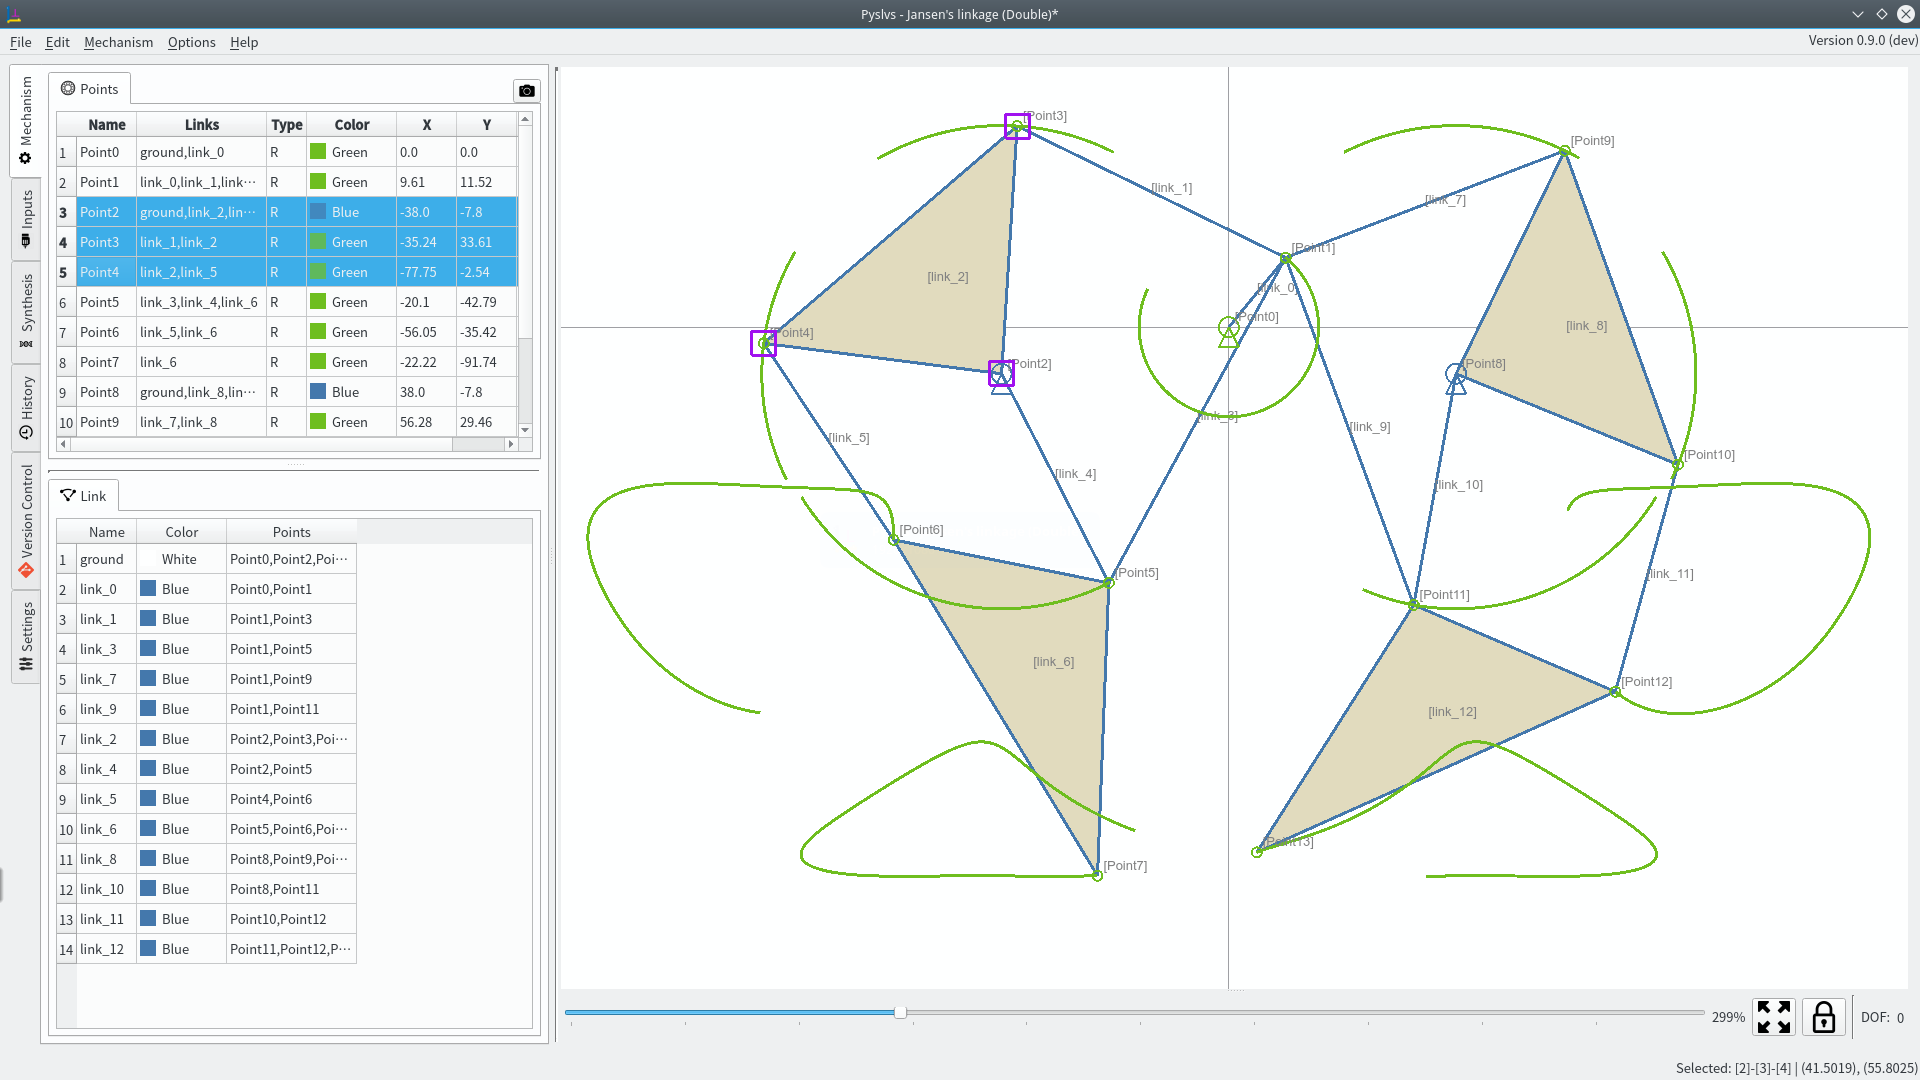 Pyslvs - Jansen's linkage (Double)*
File Edit Mechanism Options Help
Version 0.9.0 (dev)
Mechanism
Inputs
Synthesis
History
Version Control
Settings
Points
Name Links Type Color X Y
1 Point0 ground,link_0 R Green 0.0 0.0
2 Point1 link_0,link_1,link··· R Green 9.61 11.52
3 Point2 ground,link_2,lin··· R Blue -38.0 -7.8
4 Point3 link_1,link_2 R Green -35.24 33.61
5 Point4 link_2,link_5 R Green -77.75 -2.54
6 Point5 link_3,link_4,link_6 R Green -20.1 -42.79
7 Point6 link_5,link_6 R Green -56.05 -35.42
8 Point7 link_6 R Green -22.22 -91.74
9 Point8 ground,link_8,lin··· R Blue 38.0 -7.8
10 Point9 link_7,link_8 R Green 56.28 29.46
Link
Name Color Points
1 ground White Point0,Point2,Poi···
2 link_0 Blue Point0,Point1
3 link_1 Blue Point1,Point3
4 link_3 Blue Point1,Point5
5 link_7 Blue Point1,Point9
6 link_9 Blue Point1,Point11
7 link_2 Blue Point2,Point3,Poi···
8 link_4 Blue Point2,Point5
9 link_5 Blue Point4,Point6
10 link_6 Blue Point5,Point6,Poi···
11 link_8 Blue Point8,Point9,Poi···
12 link_10 Blue Point8,Point11
13 link_11 Blue Point10,Point12
14 link_12 Blue Point11,Point12,P···
[Point3]
[Point9]
[link_1]
[link_7]
[Point1]
[link_2]
[link_0]
[Point0]
[link_8]
[Point4]
[Point2]
[Point8]
[link_3]
[link_9]
[link_5]
[Point10]
[link_4]
[link_10]
[Point6]
[Point5]
[link_11]
[Point11]
[link_6]
[Point12]
[link_12]
[Point13]
[Point7]
299%
DOF: 0
Selected: [2]-[3]-[4] | (41.5019), (55.8025)